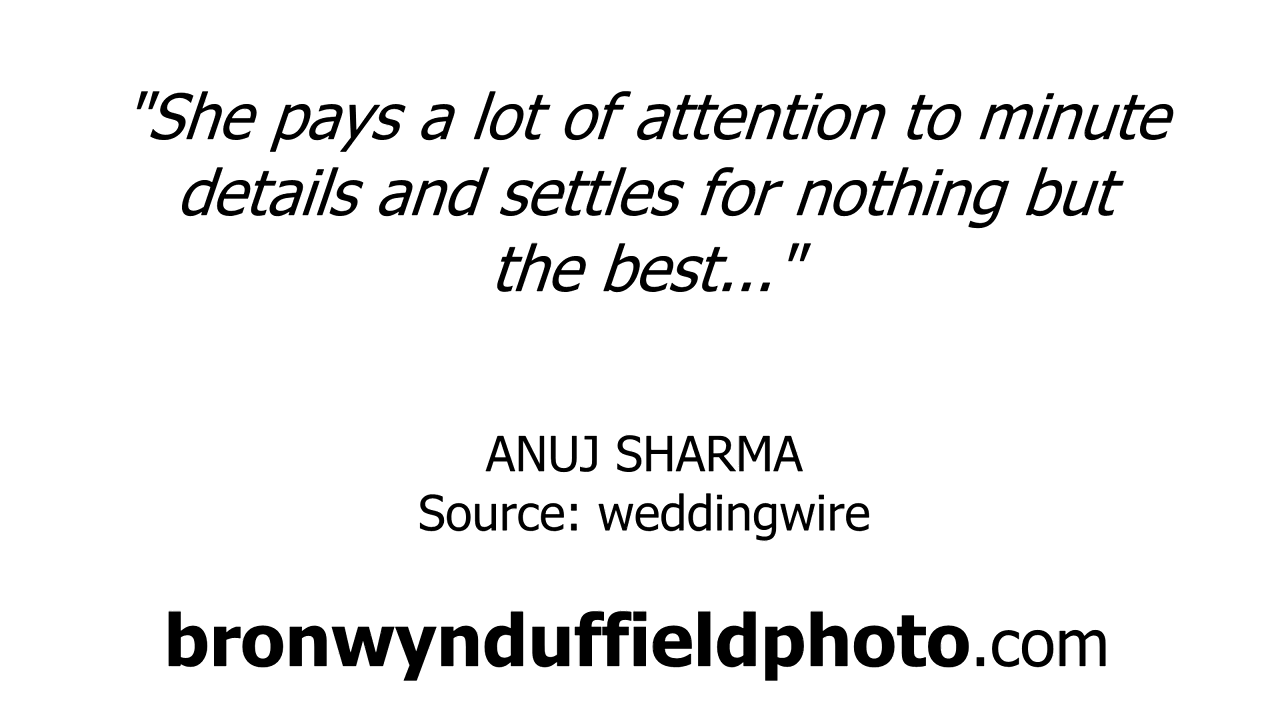 "She pays a lot of attention to minute
details and settles for nothing but
the best..."
ANUJ SHARMA
Source: weddingwire
bronwynduffieldphoto.com